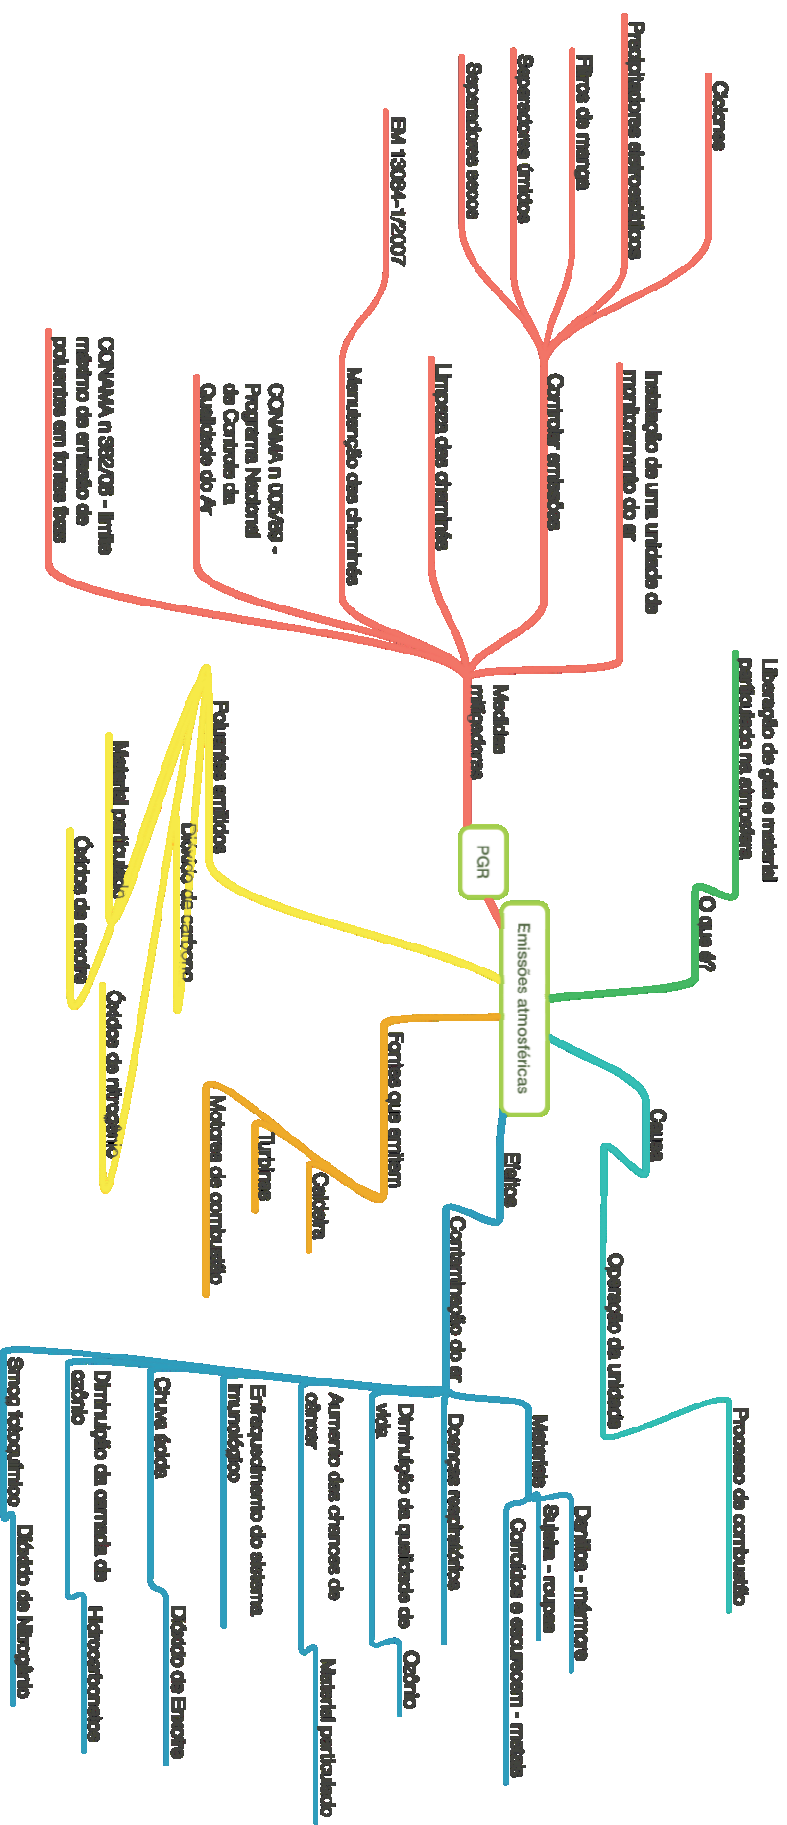 Emissões atmosféricas
PGR
Medidas
mitigadoras
Instalação de uma unidade de
monitoramento do ar
Controlar emissões
Ciclones
Precipitadores eletrostáticos
Filtros de manga
Separadores úmidos
Separadores secos
Limpeza das chaminés
Manutenção das chaminés
EM 13084-1/2007
CONAMA n 005/89 -
Programa Nacional
de Controle da
Qualidade do Ar
CONAMA n 382/06 - limite
máximo de emissão de
poluentes em fontes fixas
O que é?
Liberação de gás e material
particulado na atmosfera
Causa
Operação da unidade
Processo de combustão
Efeitos
Contaminação do ar
Materiais
Danifica - mármore
Sujeira - roupas
Corroídos e escurecem - metais
Doenças respiratórios
Diminuição da qualidade de
vida
Ozônio
Aumento das chances de
câncer
Material particulado
Enfraquecimento do sistema
imunológico
Chuva ácida
Dióxido de Enxofre
Diminuição da camada de
ozônio
Hidrocarbonetos
Smog fotoquímico
Dióxido de Nitrogênio
Fontes que emitem
Caldeira
Turbinas
Motores de combustão
Poluentes emitidos
Dióxido de carbono
Material particulado
Óxidos de enxofre
Óxidos de nitrogênio